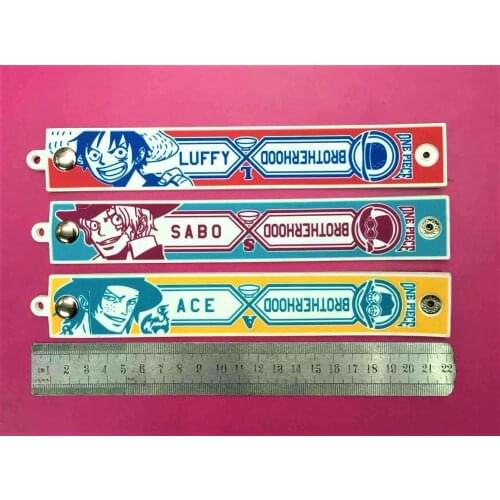 LUFFY L BROTHERHOOD ONE PIECE
SABO S BROTHERHOOD ONE PIECE
ACE A BROTHERHOOD ONE PIECE
1 2 3 4 5 6 7 8 9 10 11 12 13 14 15 16 17 18 19 20 21 22